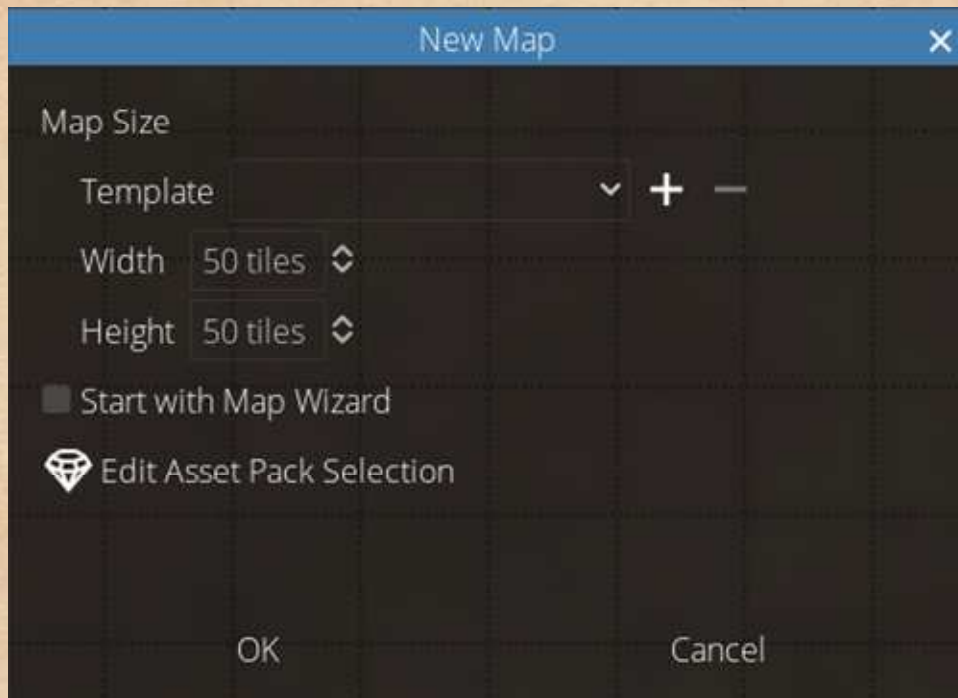 New Map
Map Size
Template
Width 50 tiles
Height 50 tiles
Start with Map Wizard
Edit Asset Pack Selection
OK Cancel